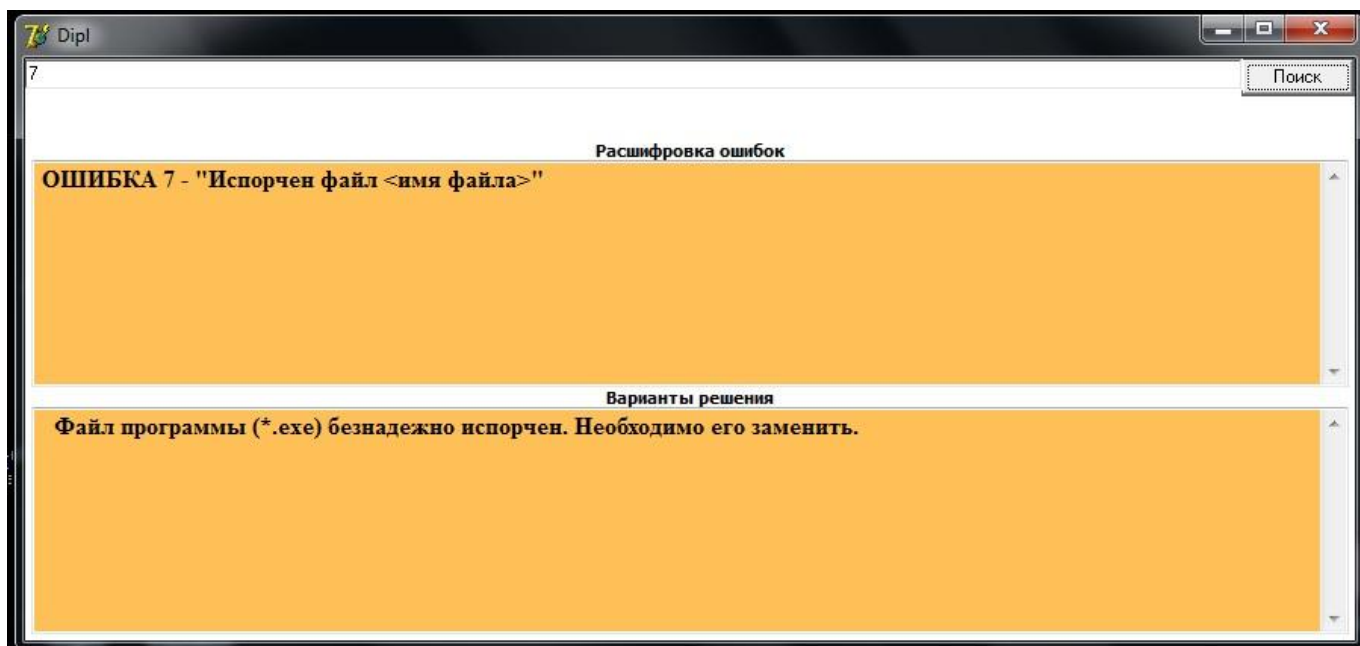 Dipl
7
Поиск
Расшифровка ошибок
ОШИБКА 7 - "Испорчен файл <имя файла>"
Варианты решения
Файл программы (*.exe) безнадежно испорчен. Необходимо его заменить.